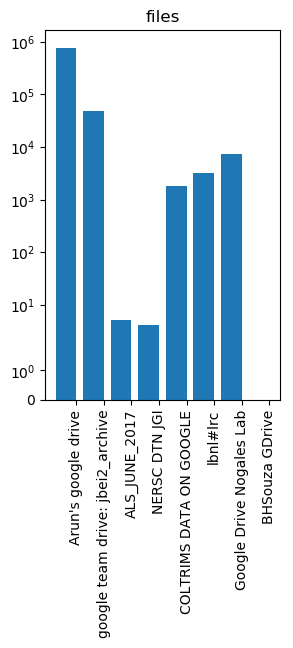 files
10⁶
10⁵
10⁴
10³
10²
10¹
10⁰
0
Arun's google drive
google team drive: jbei2_archive
ALS_JUNE_2017
NERSC DTN JGI
COLTRIMS DATA ON GOOGLE
lbnl#lrc
Google Drive Nogales Lab
BHSouza GDrive